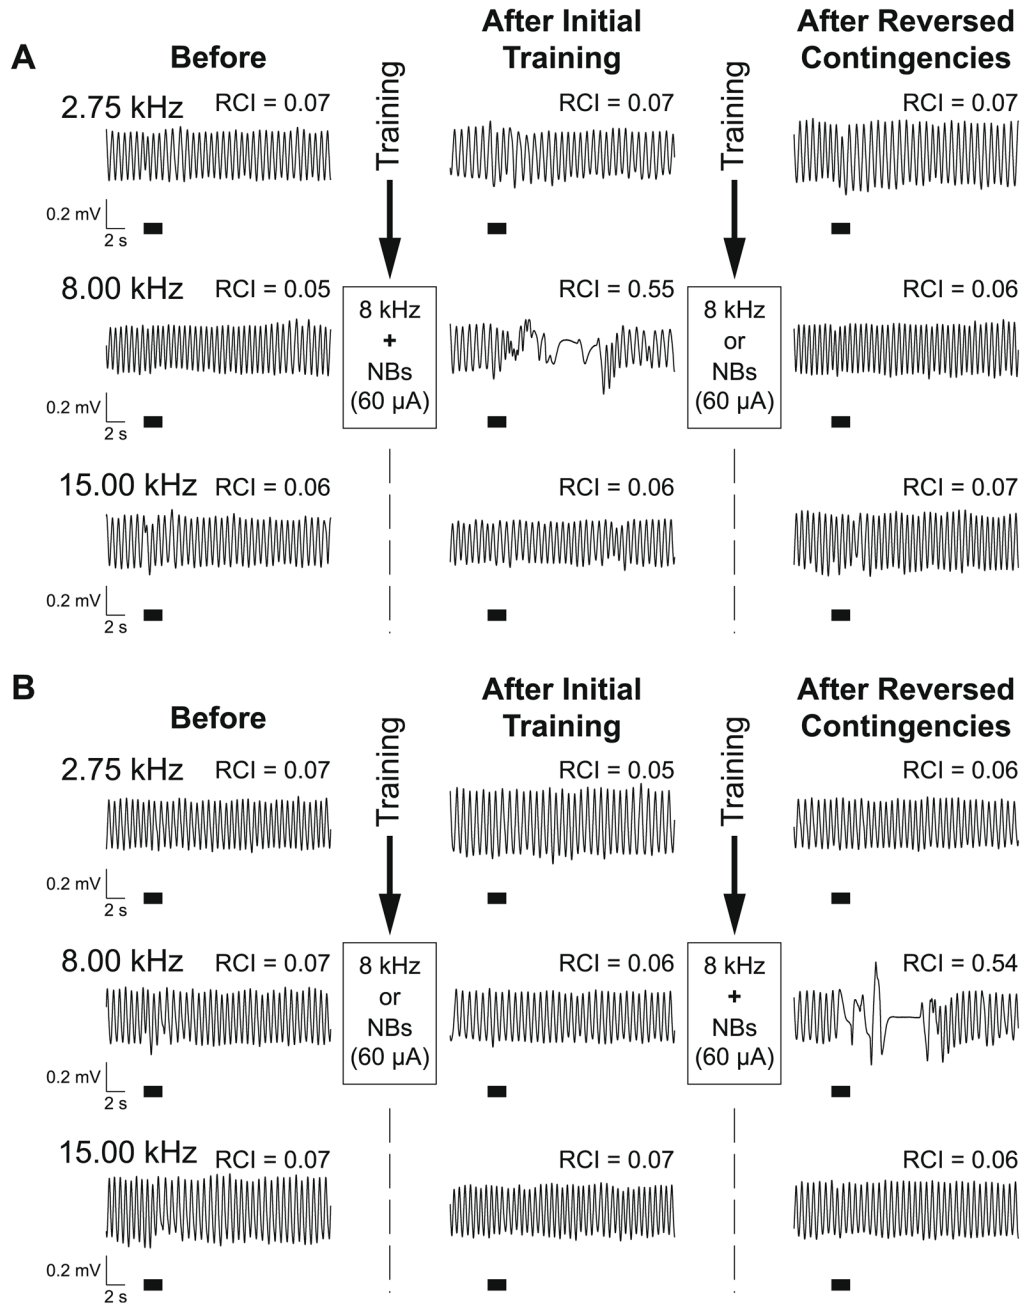 A
Before
Training
After Initial
Training
Training
After Reversed
Contingencies
2.75 kHz
RCI = 0.07
RCI = 0.07
RCI = 0.07
0.2 mV
2 s
8.00 kHz
RCI = 0.05
8 kHz
+
NBs
(60 µA)
RCI = 0.55
8 kHz
or
NBs
(60 µA)
RCI = 0.06
0.2 mV
2 s
15.00 kHz
RCI = 0.06
RCI = 0.06
RCI = 0.07
0.2 mV
2 s
B
Before
Training
After Initial
Training
Training
After Reversed
Contingencies
2.75 kHz
RCI = 0.07
RCI = 0.05
RCI = 0.06
0.2 mV
2 s
8.00 kHz
RCI = 0.07
8 kHz
or
NBs
(60 µA)
RCI = 0.06
8 kHz
+
NBs
(60 µA)
RCI = 0.54
0.2 mV
2 s
15.00 kHz
RCI = 0.07
RCI = 0.07
RCI = 0.06
0.2 mV
2 s